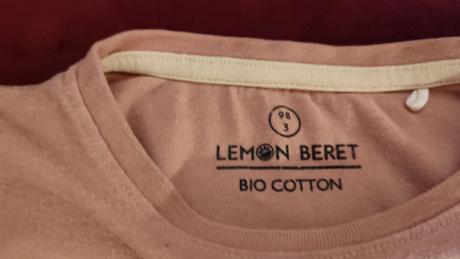 98
3
LEMON BERET
BIO COTTON